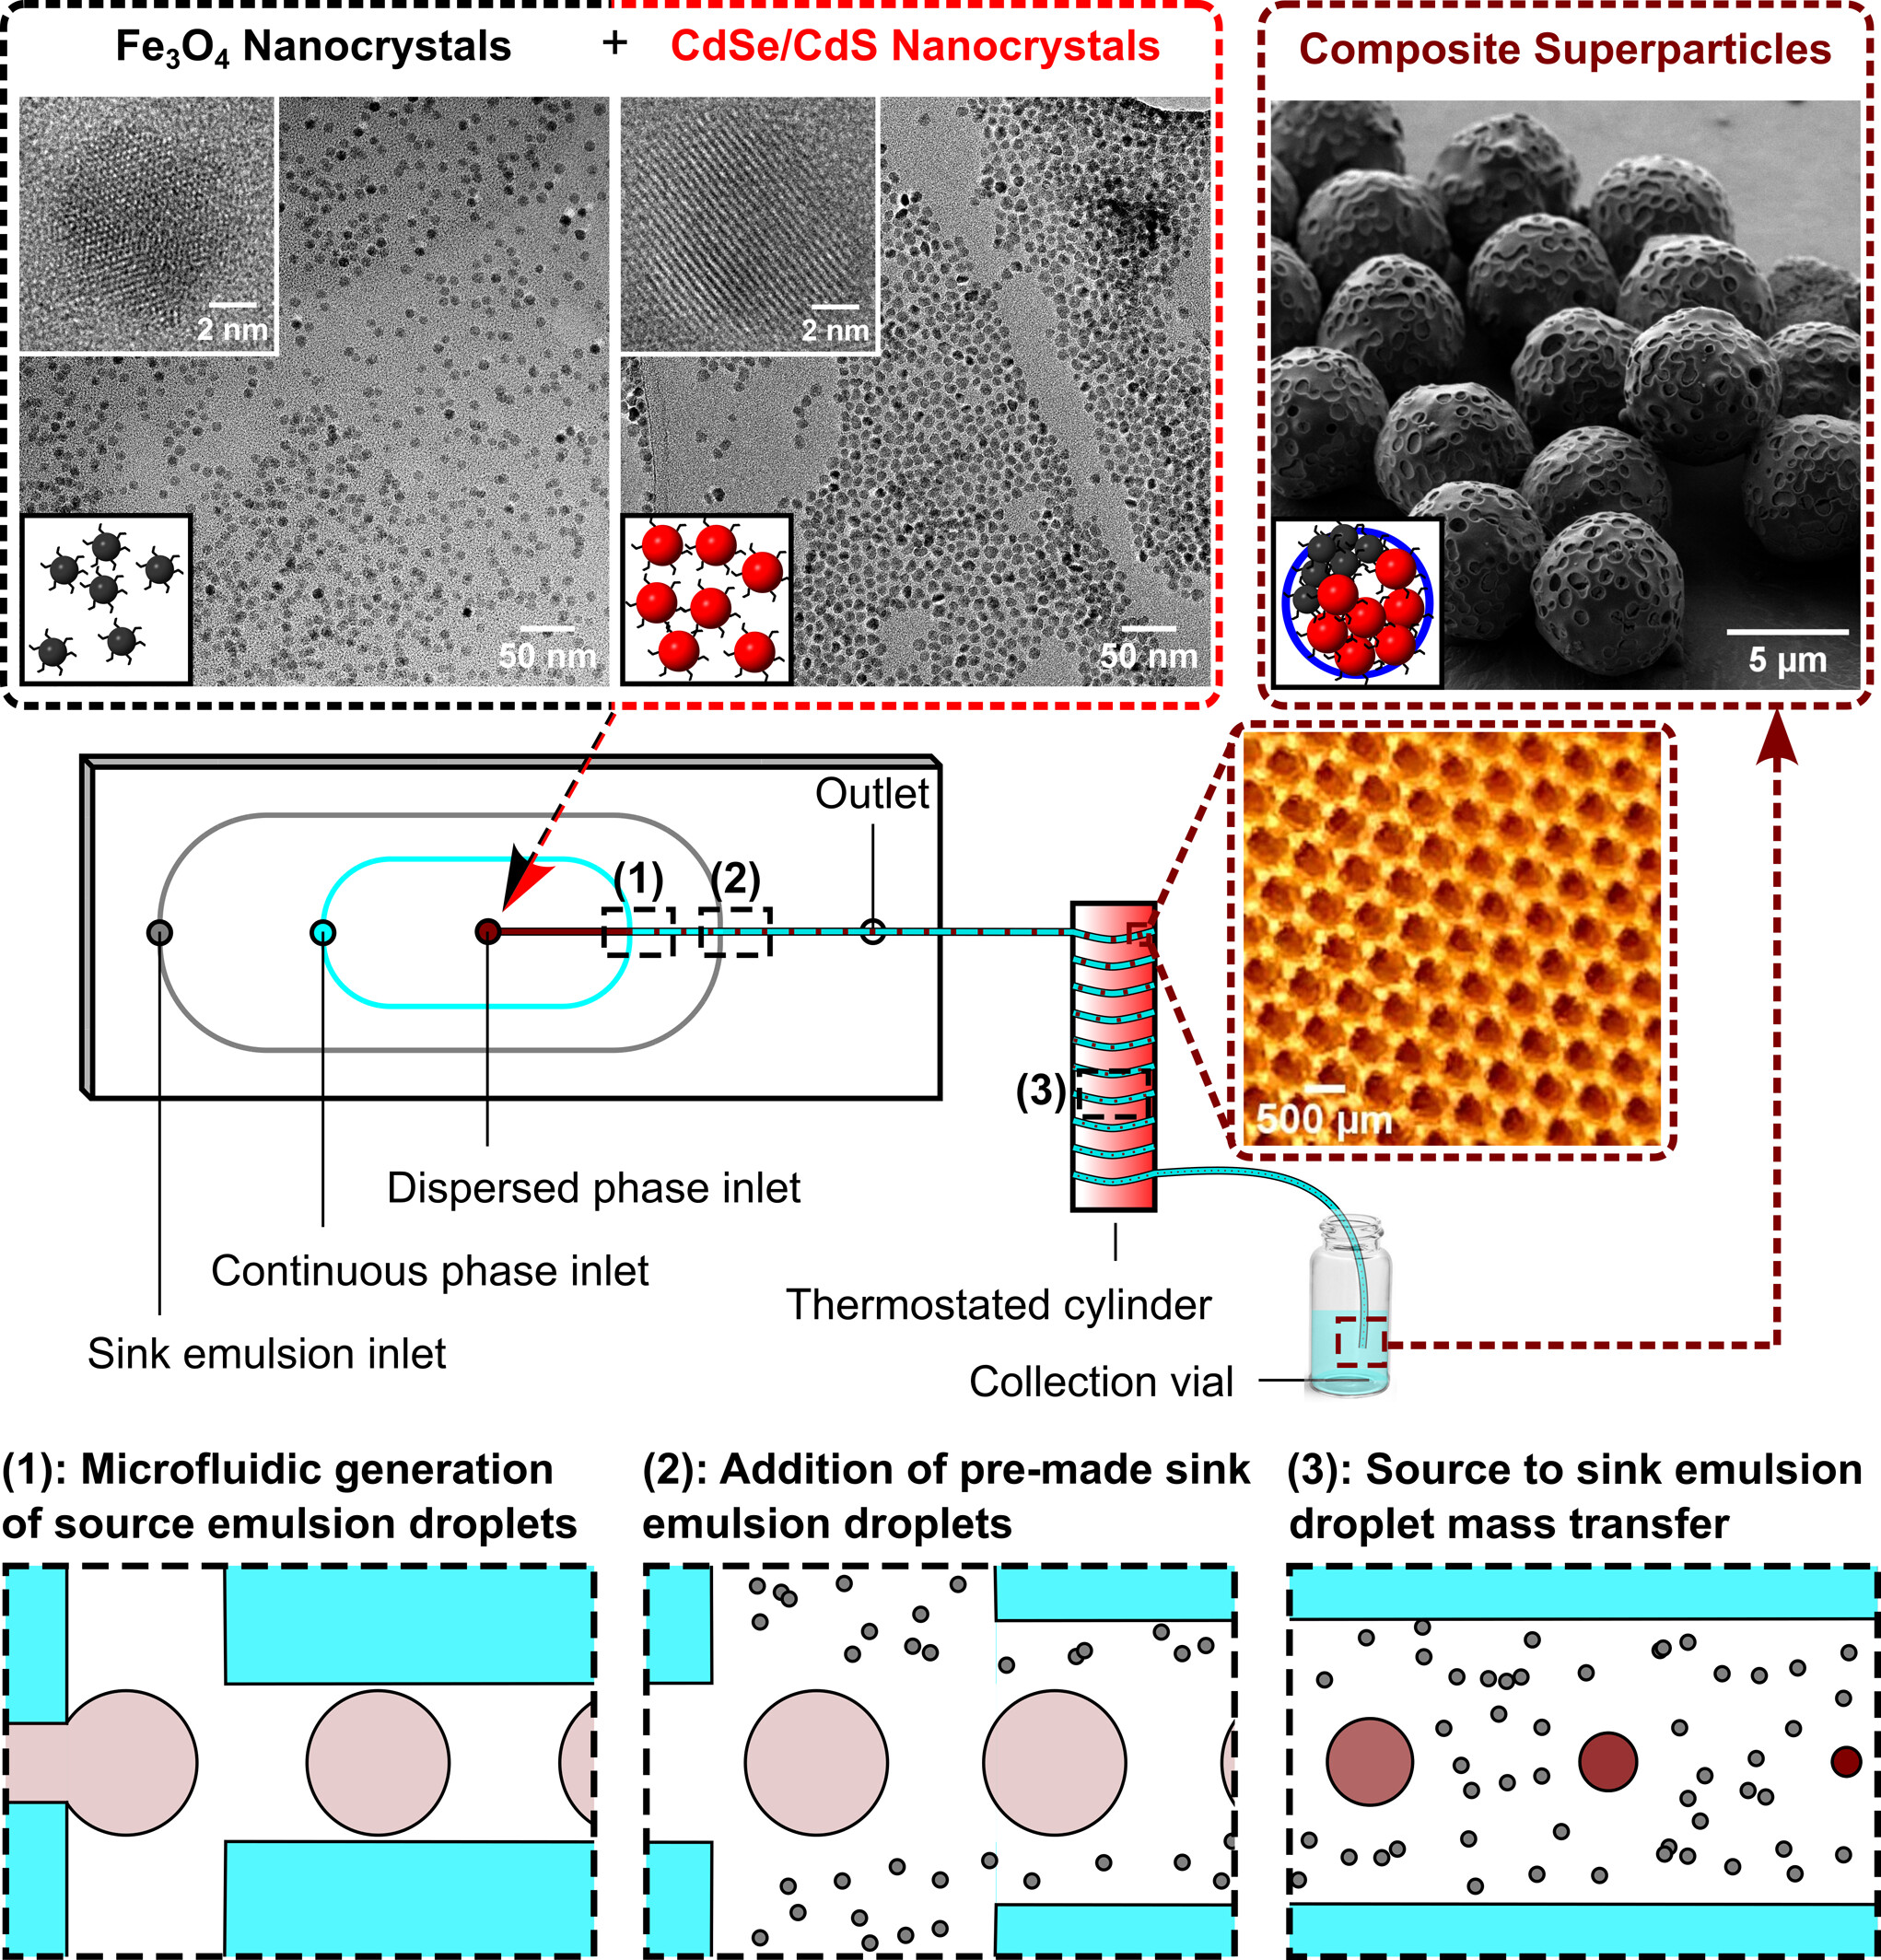 Fe₃O₄ Nanocrystals + CdSe/CdS Nanocrystals
Composite Superparticles
2 nm
2 nm
50 nm
50 nm
5 µm
Outlet
(1)
(2)
(3)
500 µm
Dispersed phase inlet
Continuous phase inlet
Sink emulsion inlet
Thermostated cylinder
Collection vial
(1): Microfluidic generation
of source emulsion droplets
(2): Addition of pre-made sink
emulsion droplets
(3): Source to sink emulsion
droplet mass transfer